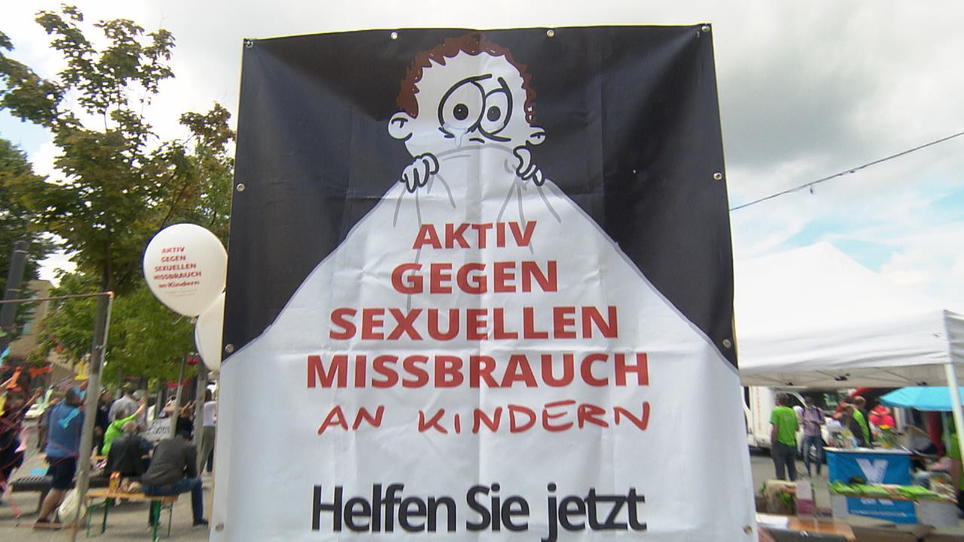 AKTIV
GEGEN
SEXUELLEN
MISSBRAUCH
AN KINDERN
Helfen Sie jetzt
AKTIV
GEGEN
SEXUELLEN
MISSBRAUCH
an Kindern